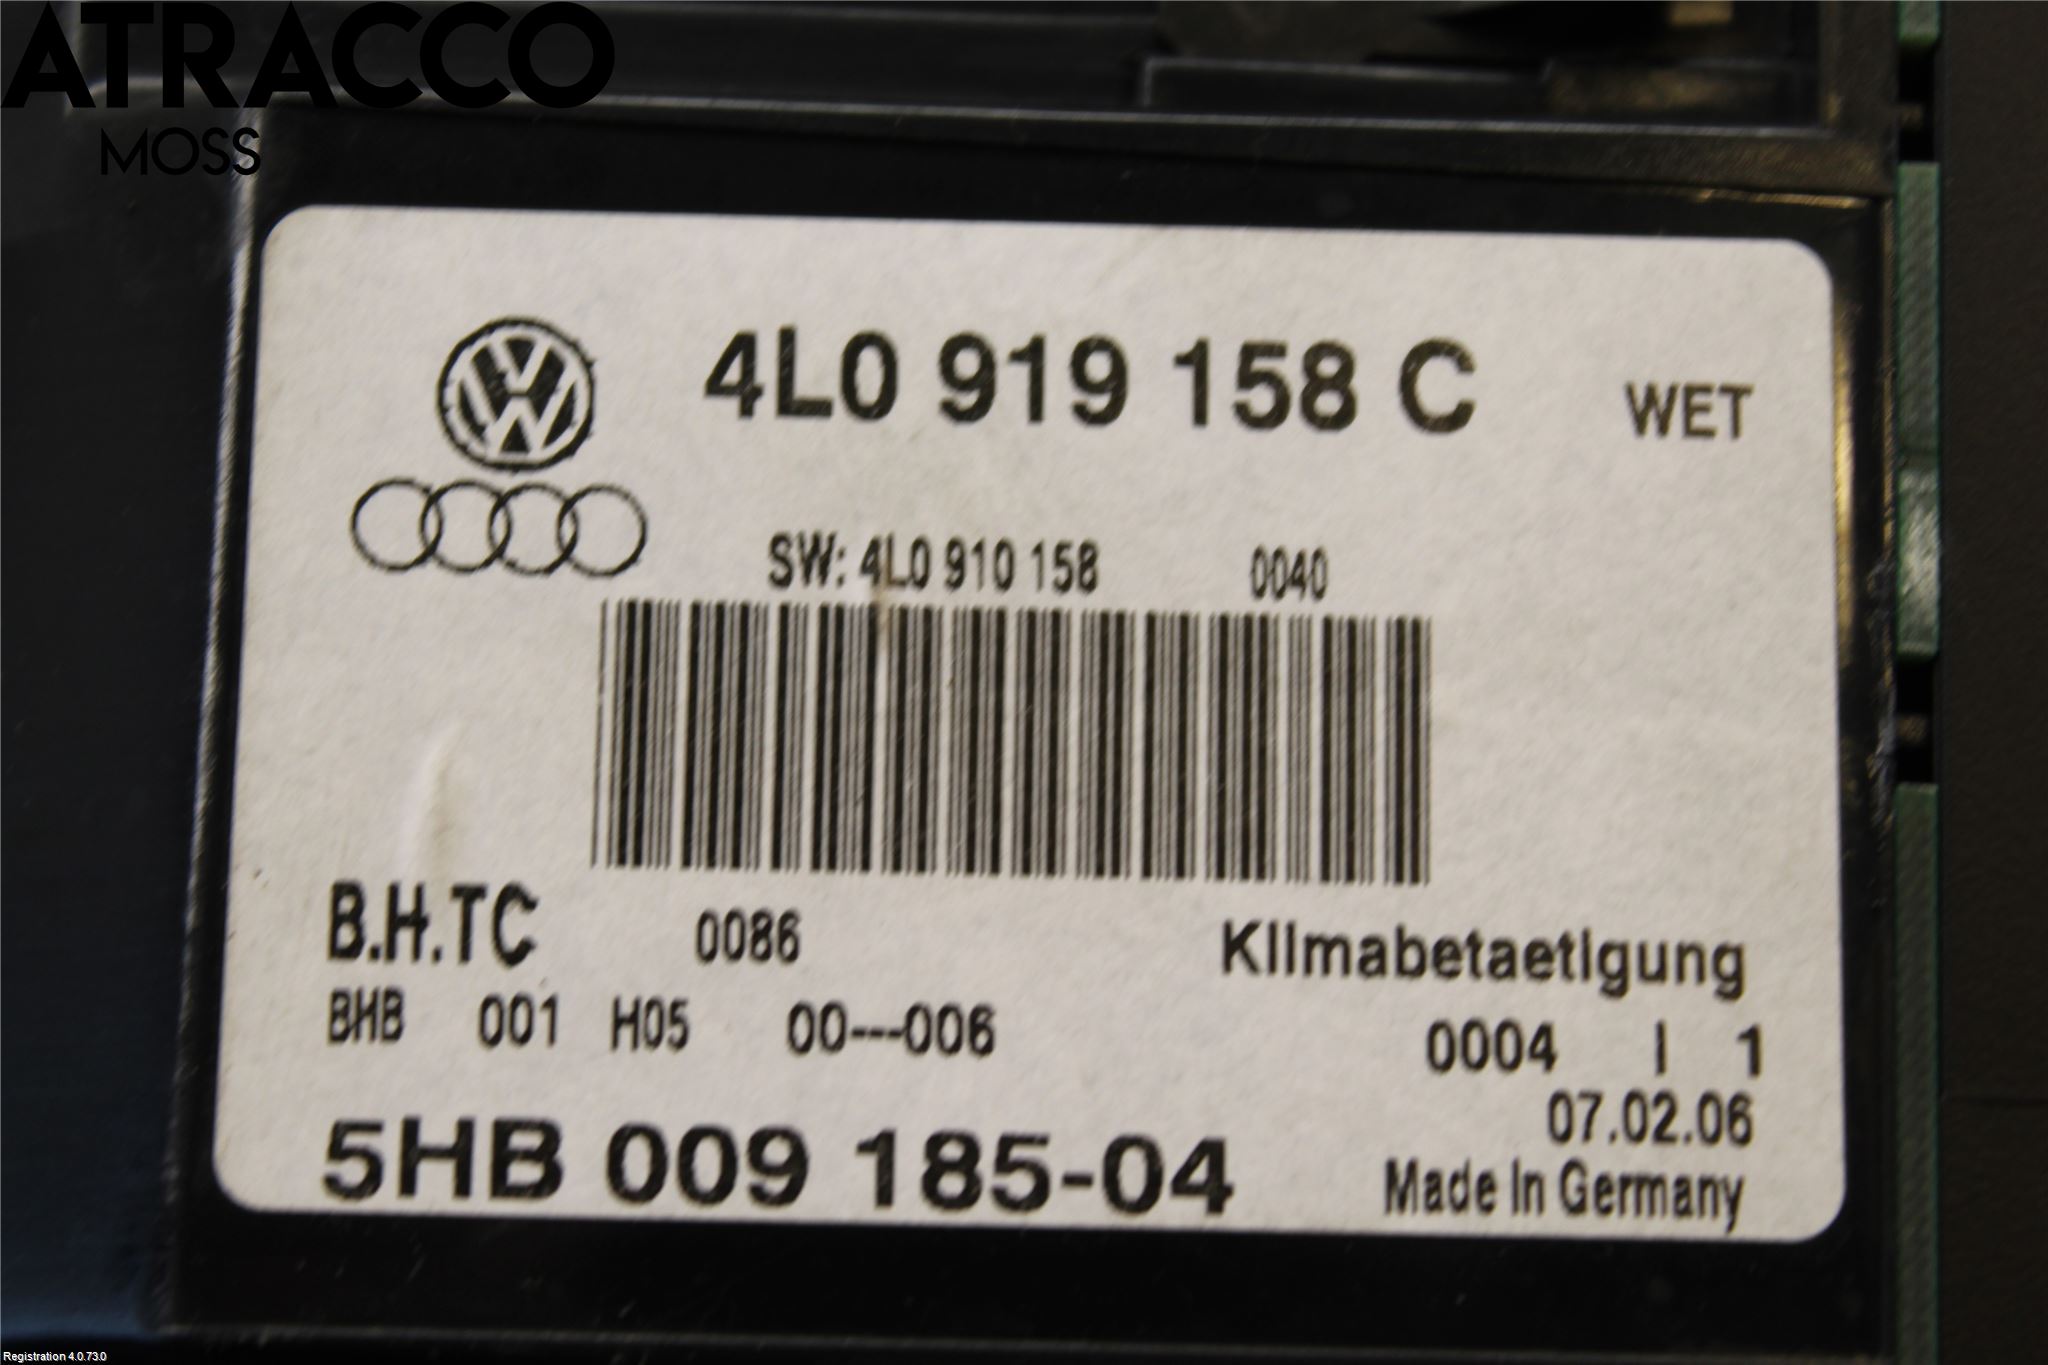 ATRACCO
MOSS
4L0 919 158 C WET
SW: 4L0 910 158 0040
B.H.TC 0086 Klimabetaetigung
BHB 001 H05 00---006 0004 I 1
07.02.06
5HB 009 185-04 Made In Germany
Registration 4.0.73.0